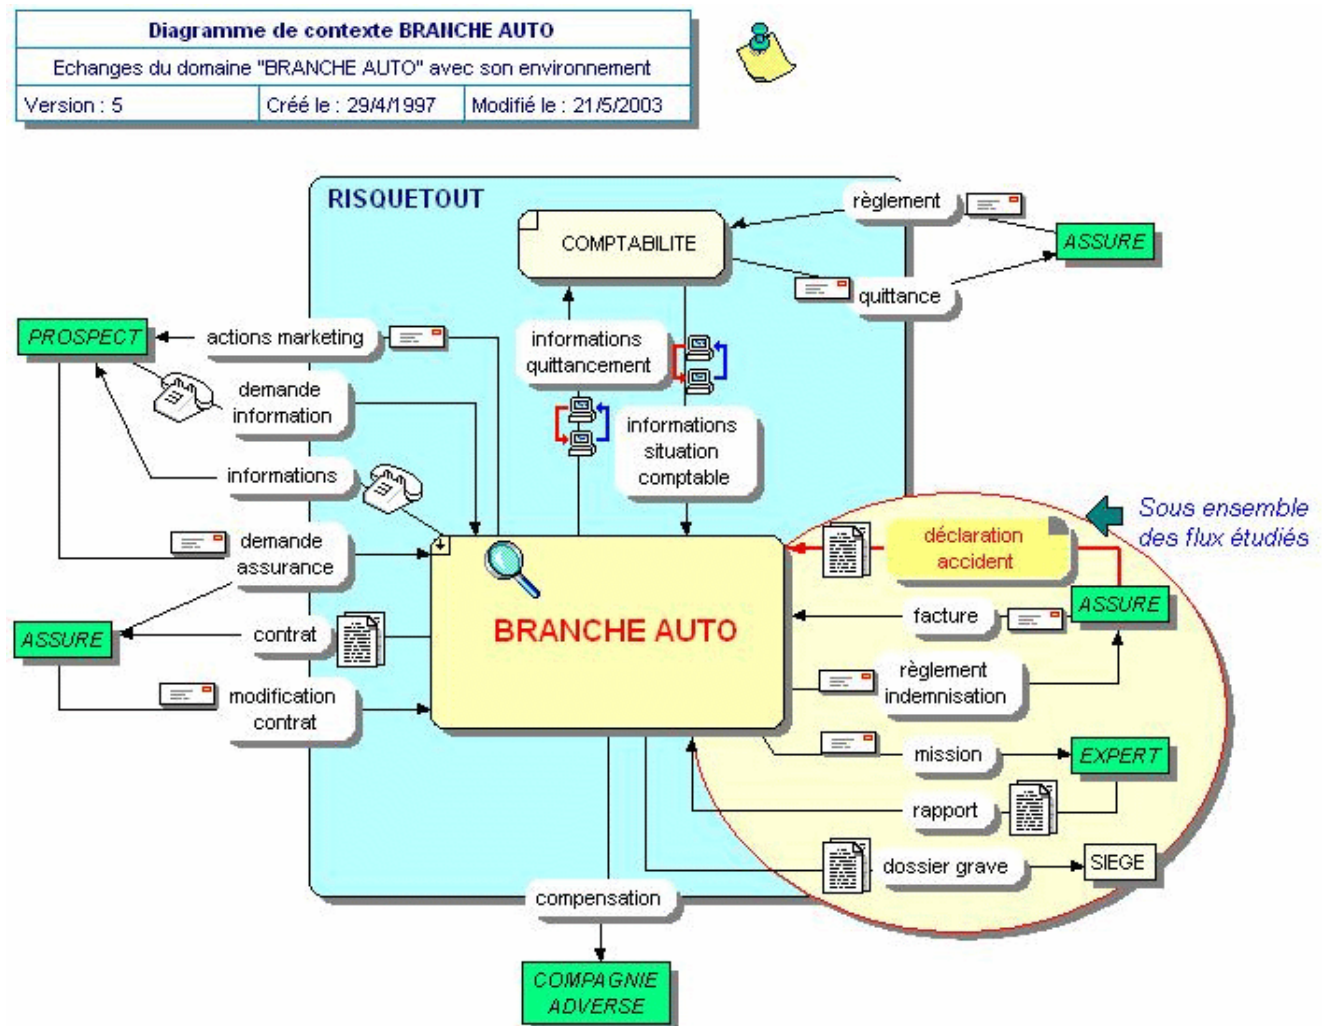 Diagramme de contexte BRANCHE AUTO
Echanges du domaine "BRANCHE AUTO" avec son environnement
Version : 5
Créé le : 29/4/1997
Modifié le : 21/5/2003
RISQUETOUT
COMPTABILITE
règlement
ASSURE
quittance
PROSPECT
actions marketing
informations
quittancement
demande
information
informations
situation
comptable
informations
Sous ensemble
des flux étudiés
demande
assurance
déclaration
accident
ASSURE
contrat
BRANCHE AUTO
facture
ASSURE
modification
contrat
règlement
indemnisation
mission
EXPERT
rapport
dossier grave
SIEGE
compensation
COMPAGNIE
ADVERSE